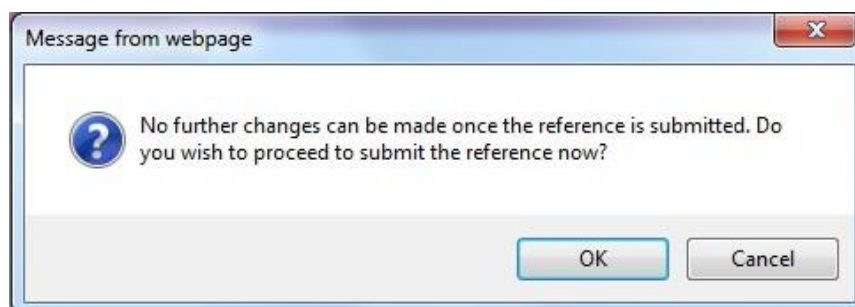 Message from webpage
No further changes can be made once the reference is submitted. Do
you wish to proceed to submit the reference now?
OK
Cancel